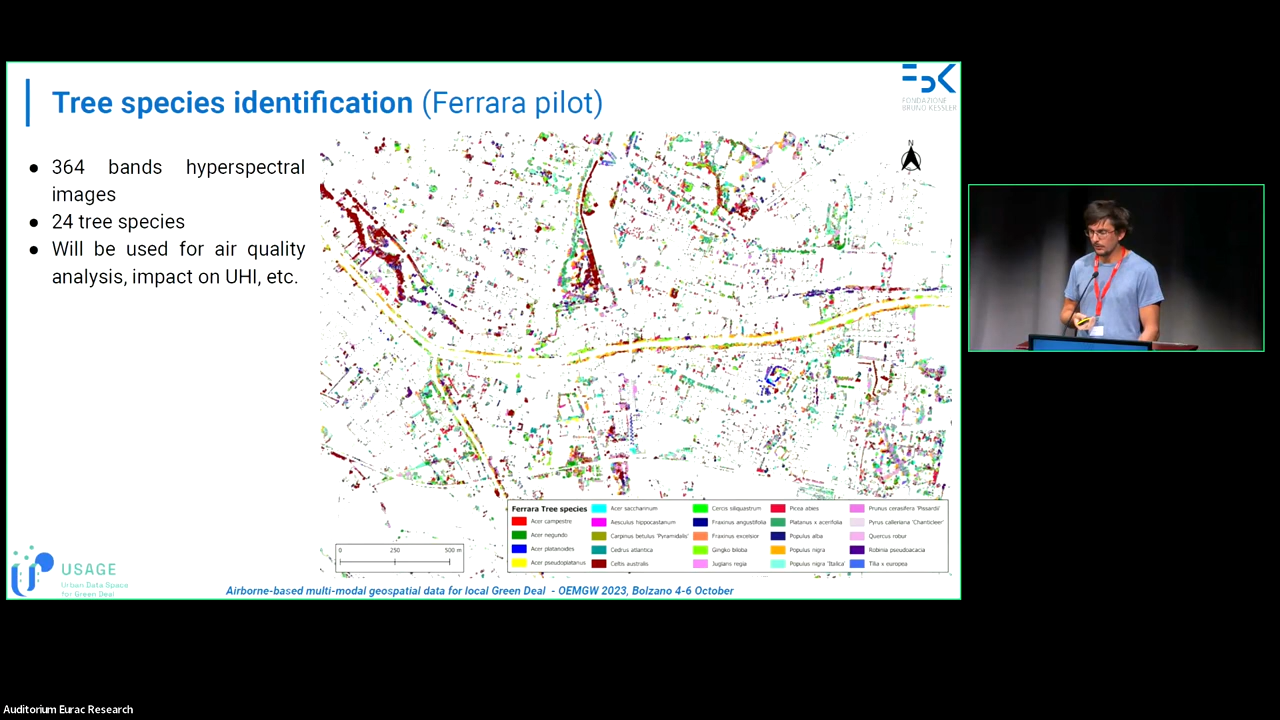 Tree species identification (Ferrara pilot)
FBK
FONDAZIONE
BRUNO KESSLER
● 364 bands hyperspectral
images
● 24 tree species
● Will be used for air quality
analysis, impact on UHI, etc.
N
Ferrara Tree species
Acer campestre
Acer negundo
Acer platanoides
Acer pseudoplatanus
Acer saccharinum
Aesculus hippocastanum
Carpinus betulus 'Pyramidalis'
Cedrus atlantica
Celtis australis
Cercis siliquastrum
Fraxinus angustifolia
Fraxinus excelsior
Gingko biloba
Juglans regia
Picea abies
Platanus x acerifolia
Populus alba
Populus nigra
Populus nigra 'Italica'
Prunus cerasifera 'Pissardii'
Pyrus calleriana 'Chanticleer'
Quercus robur
Robinia pseudoacacia
Tilia x europea
0 250 500 m
USAGE
Urban Data Space
for Green Deal
Airborne-based multi-modal geospatial data for local Green Deal - OEMGW 2023, Bolzano 4-6 October
Auditorium Eurac Research